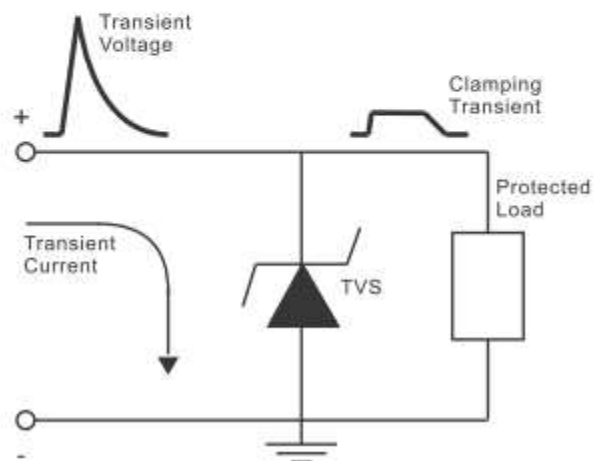 Transient
Voltage
Clamping
Transient
+
Protected
Load
Transient
Current
TVS
-